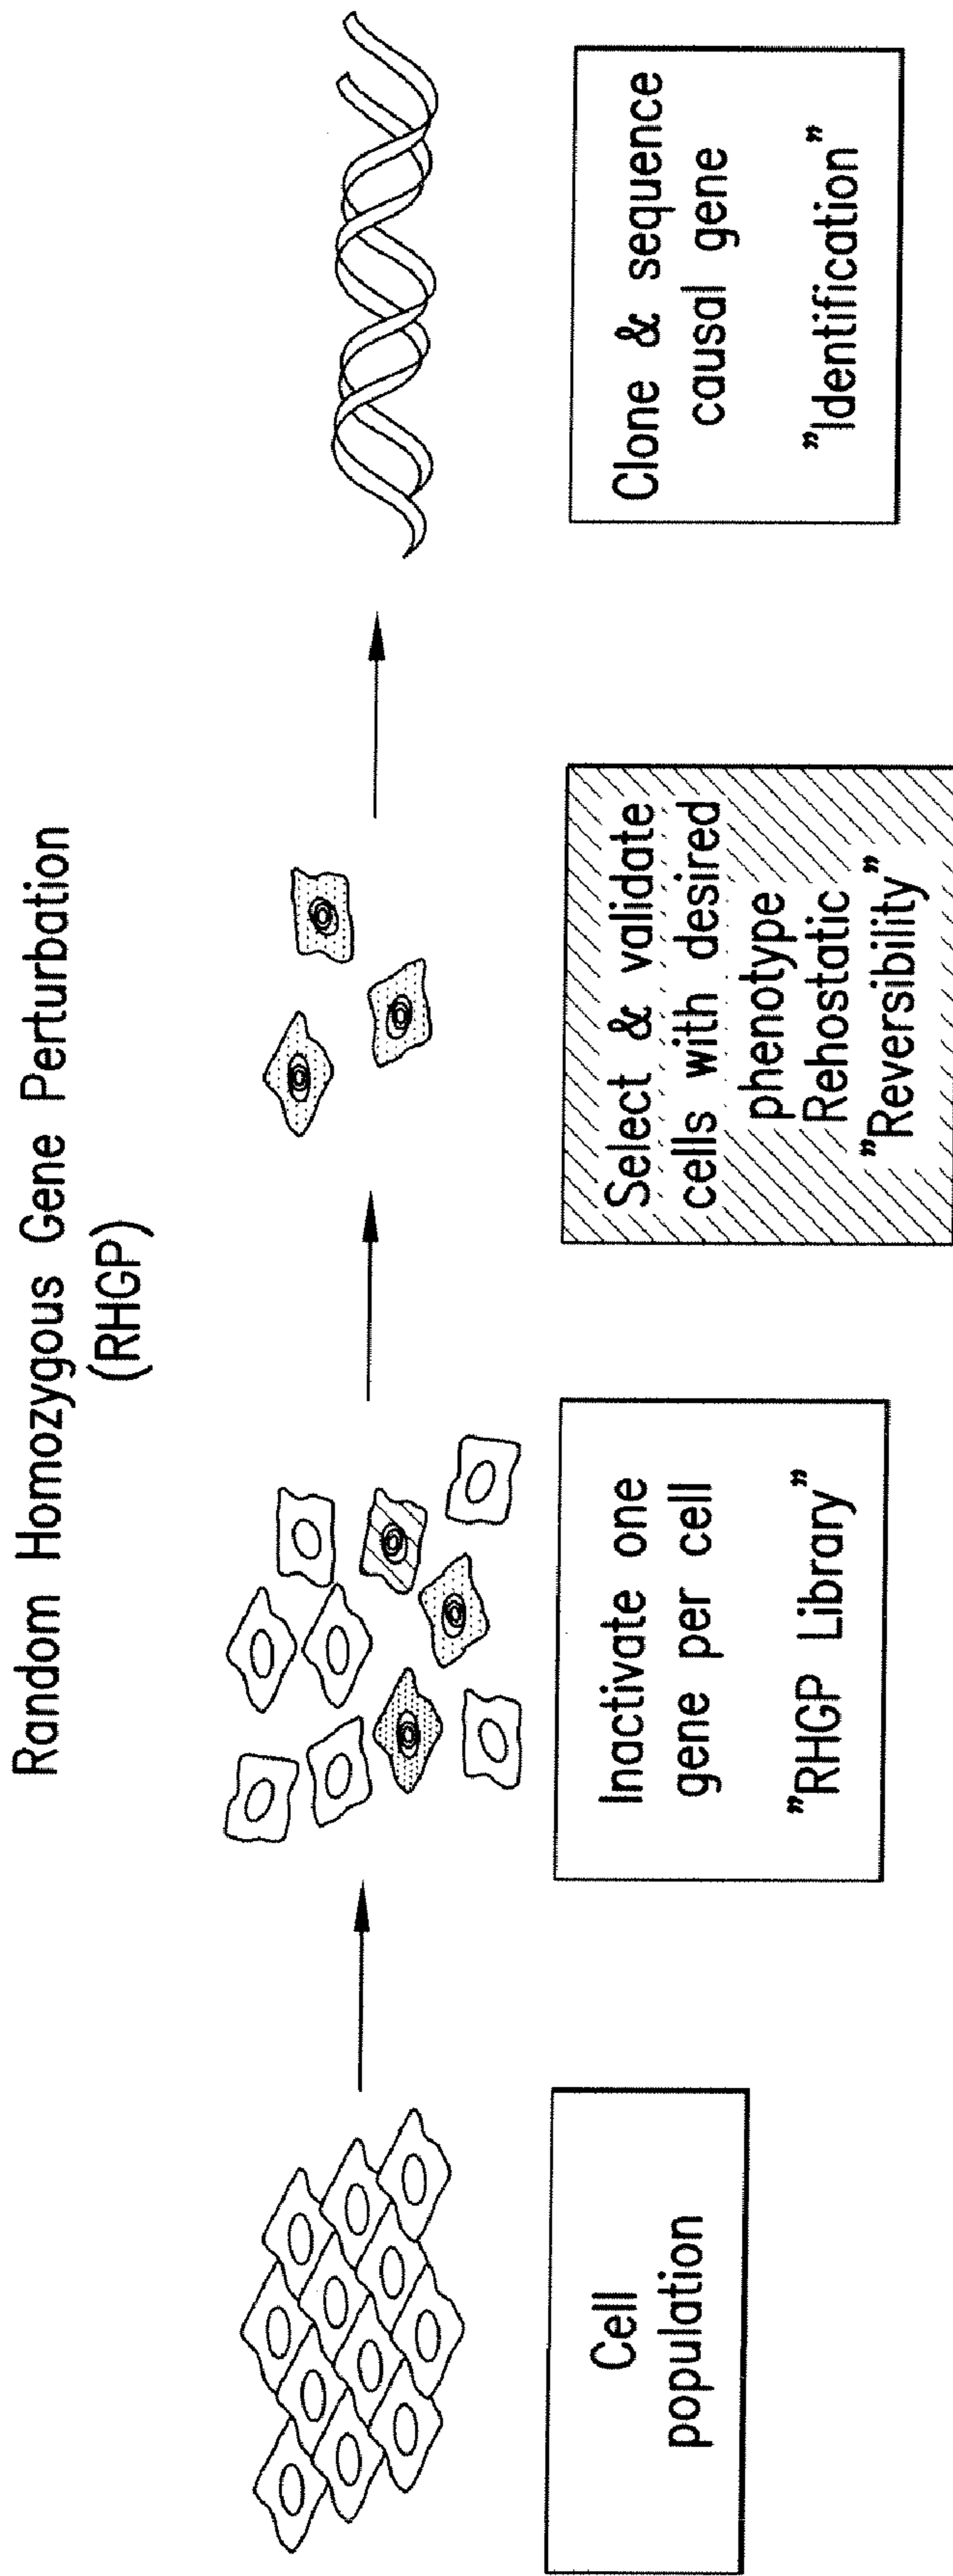 Random Homozygous Gene Perturbation
(RHGP)
Cell
population
Inactivate one
gene per cell
"RHGP Library"
Select & validate
cells with desired
phenotype
Rehostatic
"Reversibility"
Clone & sequence
causal gene
"Identification"